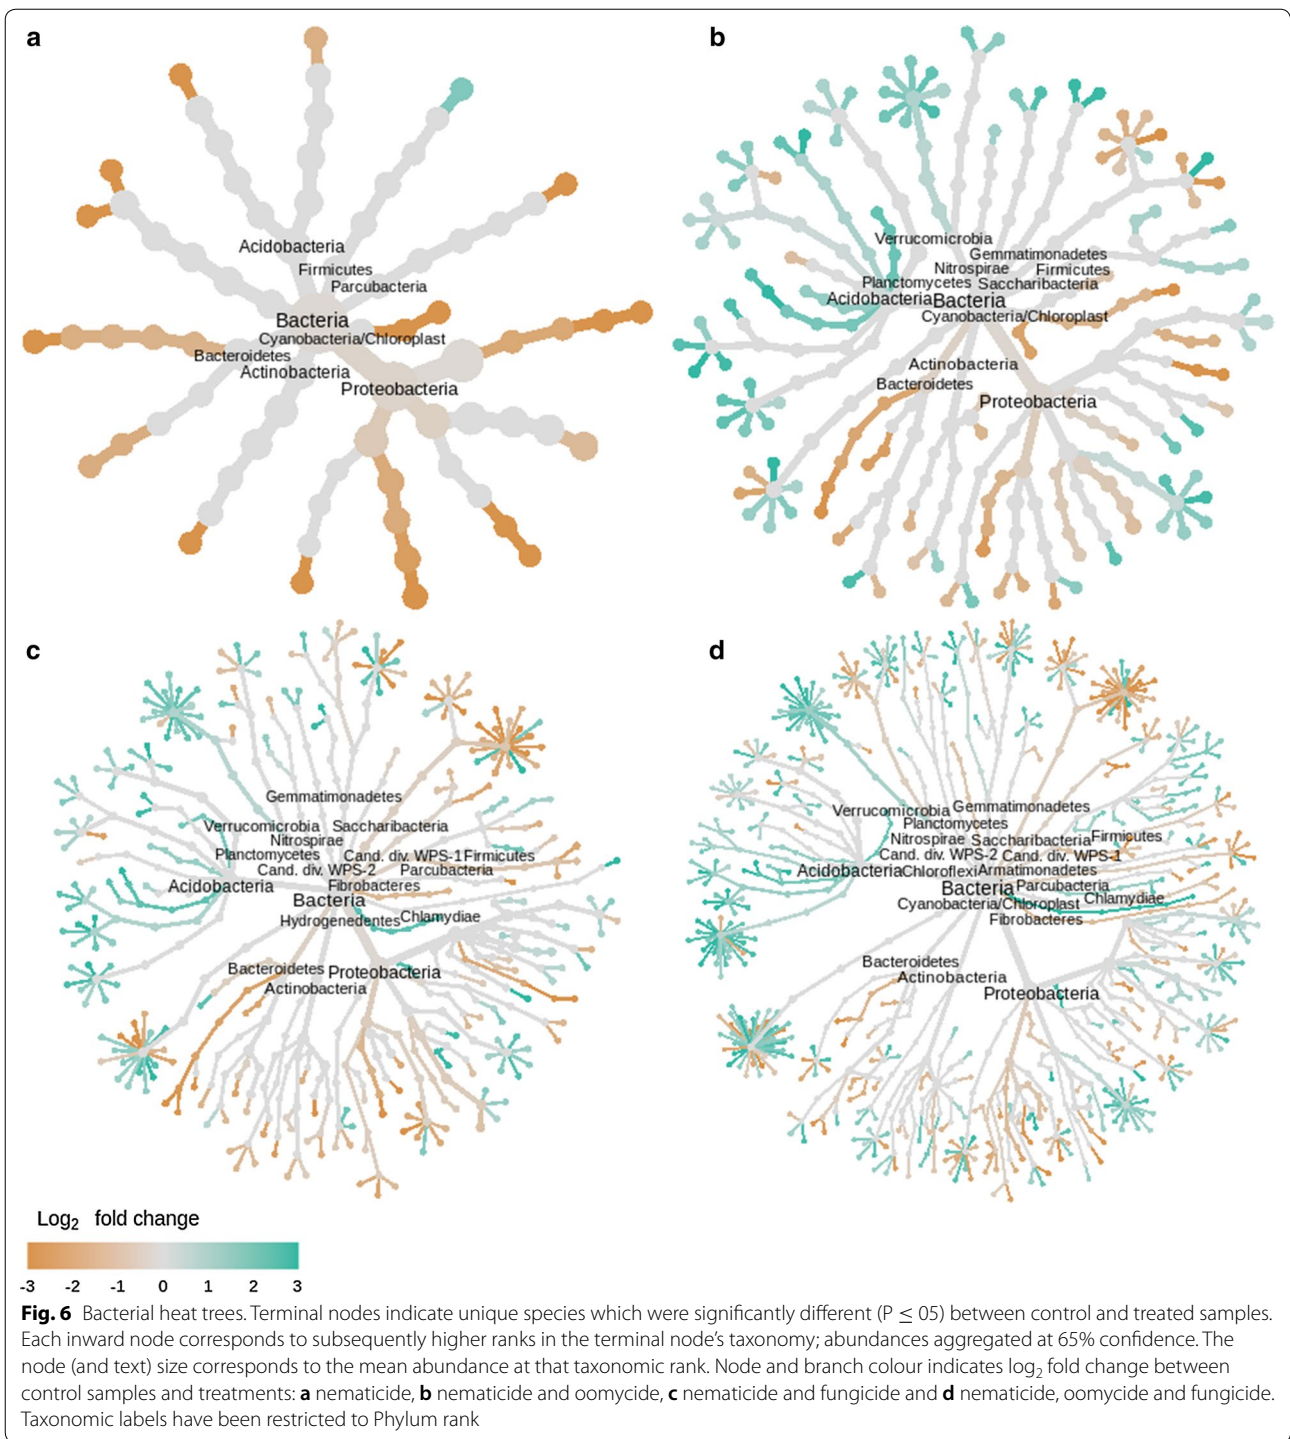 a
Acidobacteria
Firmicutes
Parcubacteria
Bacteria
Cyanobacteria/Chloroplast
Bacteroidetes
Actinobacteria
Proteobacteria
b
Verrucomicrobia
Gemmatimonadetes
Nitrospirae Firmicutes
Planctomycetes Saccharibacteria
Acidobacteria Bacteria
Cyanobacteria/Chloroplast
Actinobacteria
Bacteroidetes
Proteobacteria
c
Gemmatimonadetes
Verrucomicrobia Saccharibacteria
Nitrospirae
Planctomycetes Cand. div. WPS-1 Firmicutes
Cand. div. WPS-2 Parcubacteria
Acidobacteria Fibrobacteres
Bacteria
Hydrogenedentes Chlamydiae
Bacteroidetes Proteobacteria
Actinobacteria
d
Verrucomicrobia Gemmatimonadetes
Planctomycetes
Nitrospirae Saccharibacteria Firmicutes
Cand. div. WPS-2 Cand. div. WPS-1
Acidobacteria Chloroflexi Armatimonadetes
Bacteria Parcubacteria
Cyanobacteria/Chloroplast Chlamydiae
Fibrobacteres
Bacteroidetes
Actinobacteria
Proteobacteria
Log2 fold change
-3 -2 -1 0 1 2 3
Fig. 6 Bacterial heat trees. Terminal nodes indicate unique species which were significantly different (P ≤ 05) between control and treated samples.
Each inward node corresponds to subsequently higher ranks in the terminal node's taxonomy; abundances aggregated at 65% confidence. The
node (and text) size corresponds to the mean abundance at that taxonomic rank. Node and branch colour indicates log2 fold change between
control samples and treatments: a nematicide, b nematicide and oomycide, c nematicide and fungicide and d nematicide, oomycide and fungicide.
Taxonomic labels have been restricted to Phylum rank